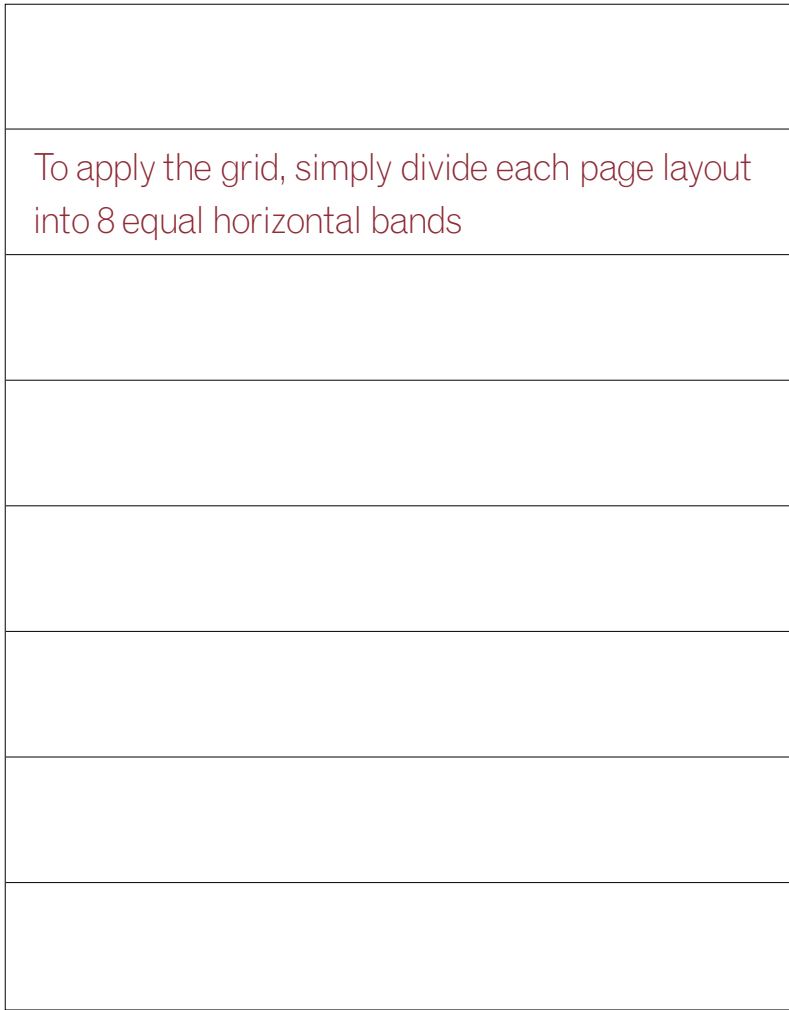 To apply the grid, simply divide each page layout
into 8 equal horizontal bands